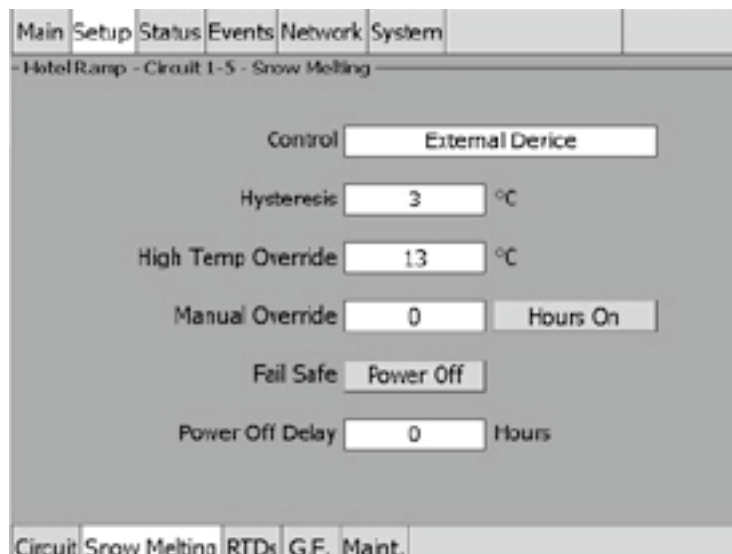 Main Setup Status Events Network System
Hotel Ramp - Circuit 1-5 - Snow Melting
Control External Device
Hysteresis 3 °C
High Temp Override 13 °C
Manual Override 0 Hours On
Fail Safe Power Off
Power Off Delay 0 Hours
Circuit Snow Melting RTDs G.F. Maint.